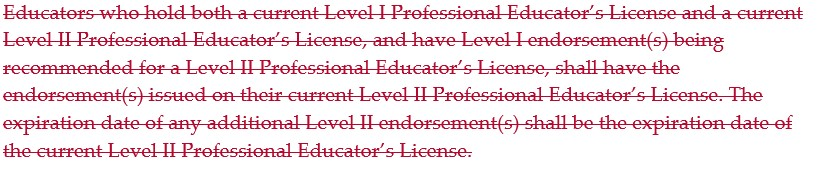 Educators who hold both a current Level I Professional Educator’s License and a current
Level II Professional Educator’s License, and have Level I endorsement(s) being
recommended for a Level II Professional Educator’s License, shall have the
endorsement(s) issued on their current Level II Professional Educator’s License. The
expiration date of any additional Level II endorsement(s) shall be the expiration date of
the current Level II Professional Educator’s License.